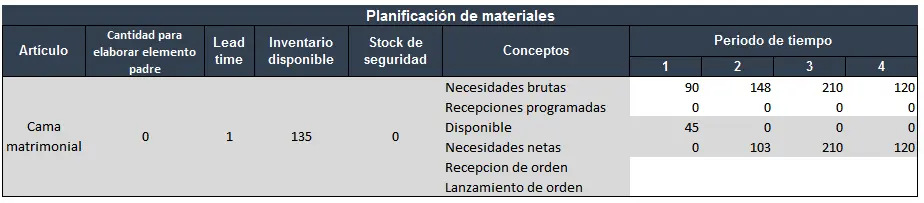 Planificación de materiales
Artículo
Cantidad para
elaborar elemento
padre
Lead
time
Inventario
disponible
Stock de
seguridad
Conceptos
Periodo de tiempo
1 2 3 4
Cama
matrimonial
0 1 135 0
Necesidades brutas 90 148 210 120
Recepciones programadas 0 0 0 0
Disponible 45 0 0 0
Necesidades netas 0 103 210 120
Recepcion de orden
Lanzamiento de orden